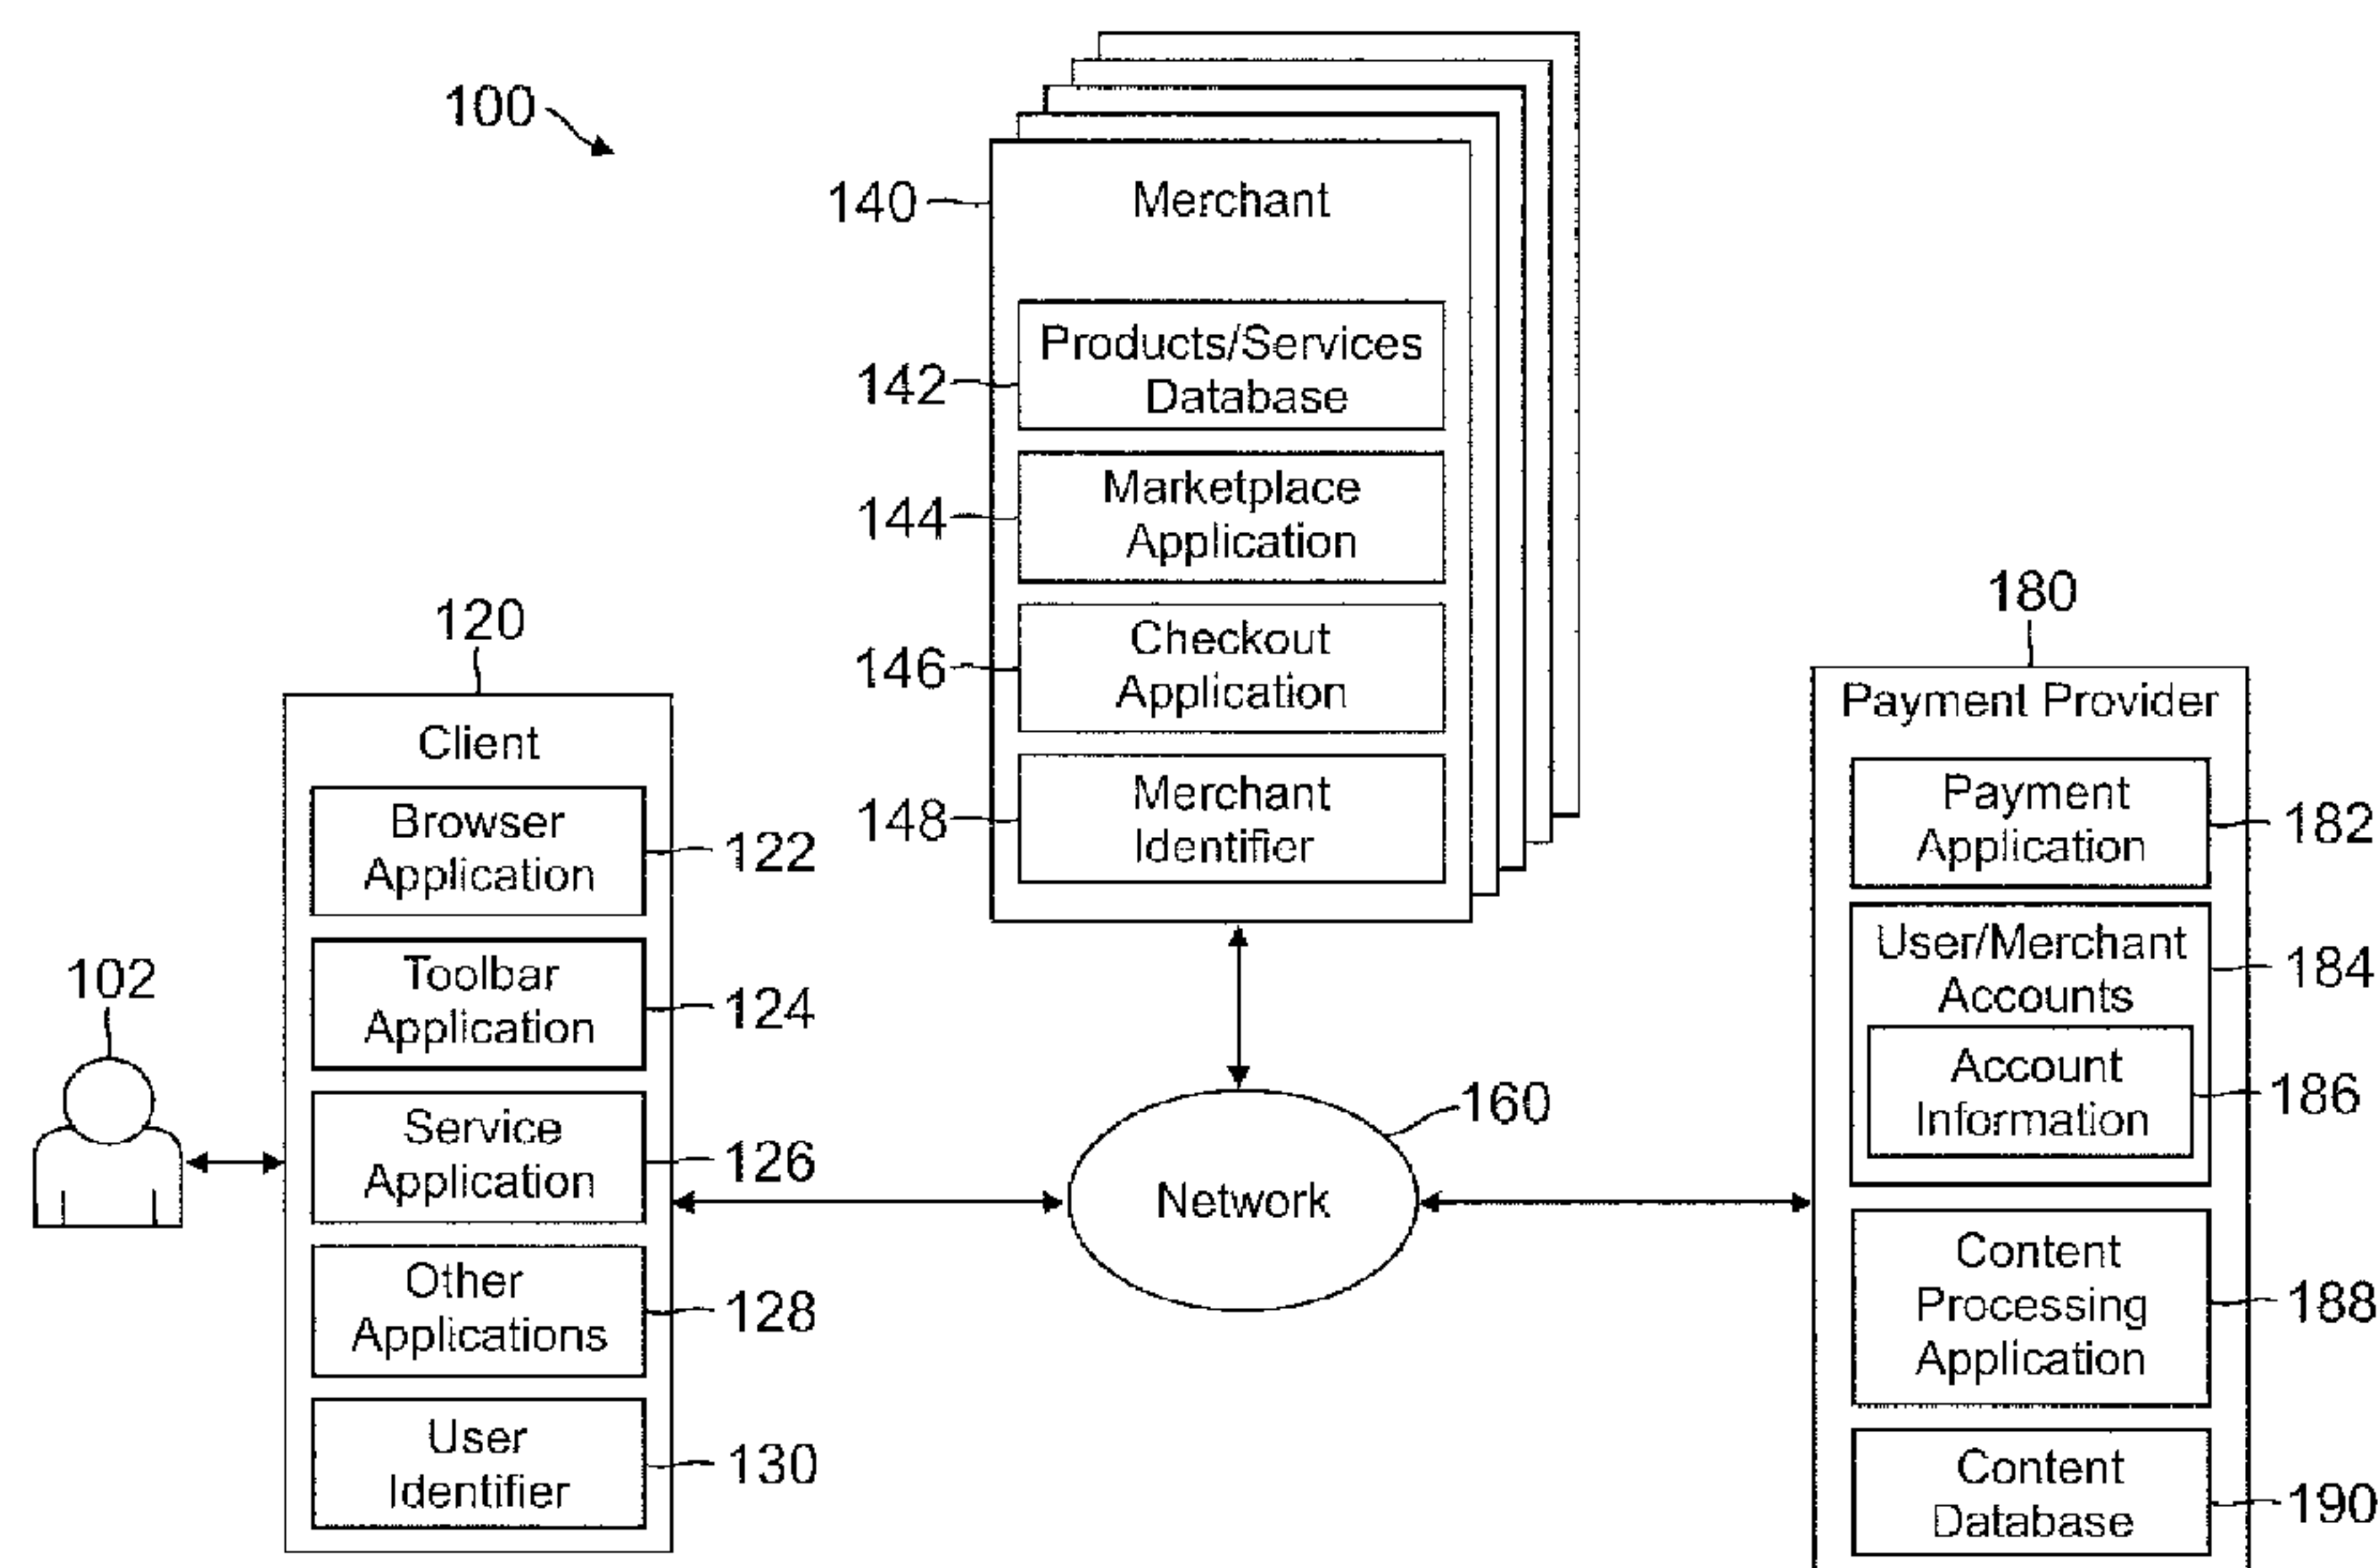 100
140
Merchant
142
Products/Services
Database
144
Marketplace
Application
146
Checkout
Application
148
Merchant
Identifier
120
Client
Browser
Application
122
Toolbar
Application
124
Service
Application
126
Other
Applications
128
User
Identifier
130
102
Network
160
180
Payment Provider
Payment
Application
182
User/Merchant
Accounts
184
Account
Information
186
Content
Processing
Application
188
Content
Database
190